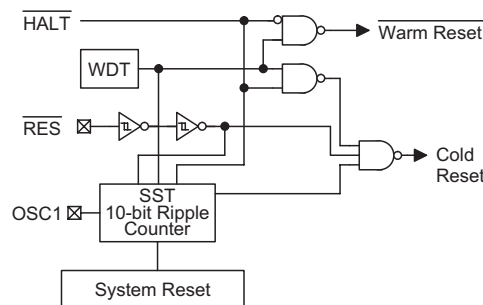 HALT
Warm Reset
WDT
RES
Cold
Reset
SST
10-bit Ripple
Counter
OSC1
System Reset